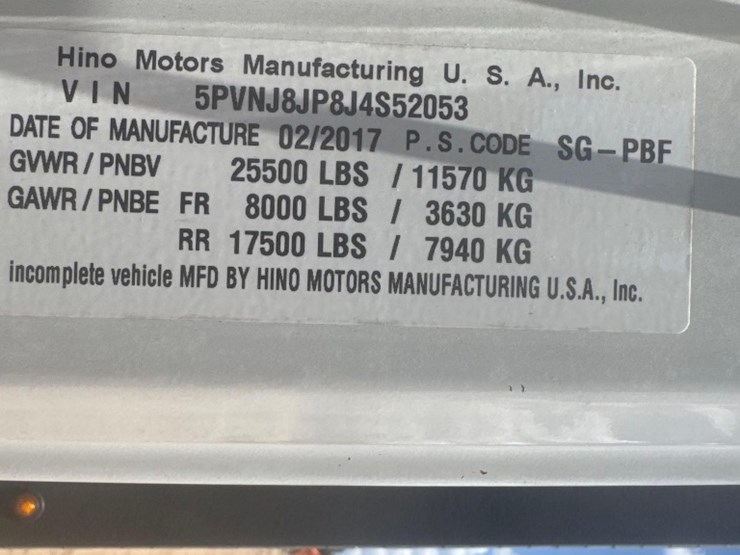 Hino Motors Manufacturing U. S. A., Inc.
VIN 5PVNJ8JP8J4S52053
DATE OF MANUFACTURE 02/2017 P.S.CODE SG-PBF
GVWR / PNBV 25500 LBS / 11570 KG
GAWR / PNBE FR 8000 LBS / 3630 KG
RR 17500 LBS / 7940 KG
incomplete vehicle MFD BY HINO MOTORS MANUFACTURING U.S.A., Inc.